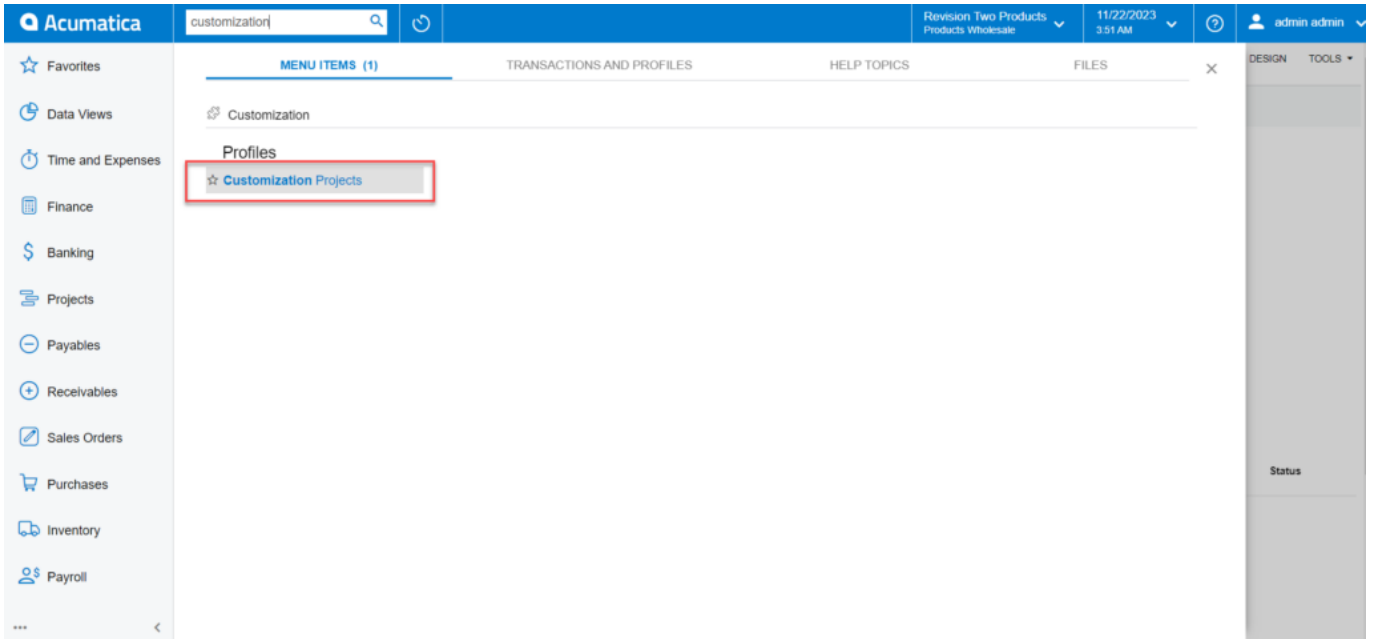 Acumatica
customization
Revision Two Products
Products Wholesale
11/22/2023
3:51 AM
admin admin
Favorites
Data Views
Time and Expenses
Finance
Banking
Projects
Payables
Receivables
Sales Orders
Purchases
Inventory
Payroll
MENU ITEMS (1)
TRANSACTIONS AND PROFILES
HELP TOPICS
FILES
Customization
Profiles
Customization Projects
DESIGN
TOOLS
Status